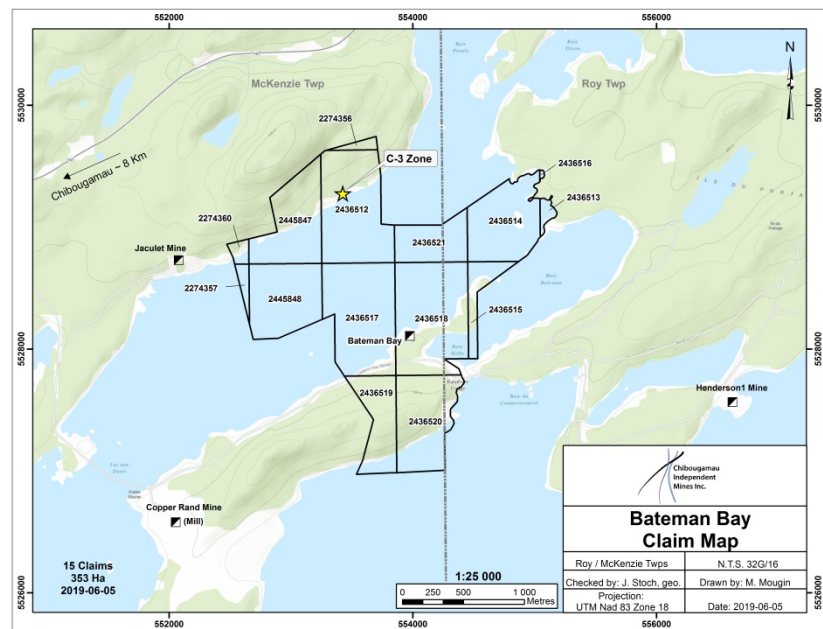 552000
554000
556000
5530000
5530000
McKenzie Twp
Roy Twp
N
Chibougamau ~ 8 Km
2274356
C-3 Zone
2436516
2436513
2436512
2445847
2436514
2274360
2436521
Jaculet Mine
2274357
2445848
2436517
2436518
2436515
Bateman Bay
5528000
5528000
2436519
2436520
Henderson1 Mine
Copper Rand Mine
(Mill)
15 Claims
353 Ha
2019-06-05
1:25 000
0 250 500 1 000
Metres
Chibougamau
Independent
Mines Inc.
Bateman Bay
Claim Map
Roy / McKenzie Twps
N.T.S. 32G/16
Checked by: J. Stoch, geo.
Drawn by: M. Mougin
Projection:
UTM Nad 83 Zone 18
Date: 2019-06-05
5526000
5526000
552000
554000
556000